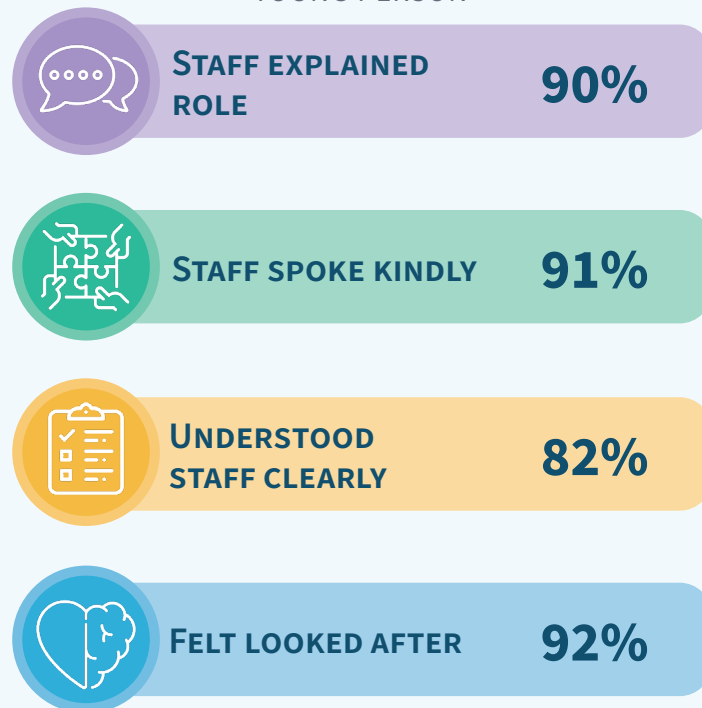 STAFF EXPLAINED
ROLE
90%
STAFF SPOKE KINDLY
91%
UNDERSTOOD
STAFF CLEARLY
82%
FELT LOOKED AFTER
92%